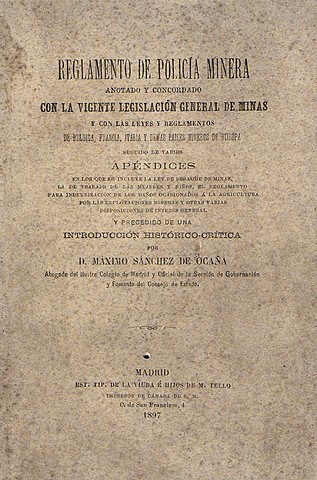 REGLAMENTO DE POLICÍA MINERA
ANOTADO Y CONCORDADO
CON LA VIGENTE LEGISLACIÓN GENERAL DE MINAS
Y CON LAS LEYES Y REGLAMENTOS
DE BÉLGICA, FRANCIA, ITALIA Y DEMÁS PAÍSES MINEROS DE EUROPA
SEGUIDO DE VARIOS
APÉNDICES
EN LOS QUE SE INCLUYE LA LEY DE DESAGÜE DE MINAS,
LA DE TRABAJO DE LAS MUJERES Y NIÑOS, EL REGLAMENTO
PARA INDEMNIZACIÓN DE LOS DAÑOS OCASIONADOS Á LA AGRICULTURA
POR LAS EXPLOTACIONES MINERAS Y OTRAS VARIAS
DISPOSICIONES DE INTERÉS GENERAL
Y PRECEDIDO DE UNA
INTRODUCCIÓN HISTÓRICO-CRÍTICA
POR
D. MÁXIMO SÁNCHEZ DE OCAÑA
Abogado del Ilustre Colegio de Madrid y Oficial de la Sección de Gobernación
y Fomento del Consejo de Estado.
MADRID
EST. TIP. DE LA VIUDA É HIJOS DE M. TELLO
IMPRESOR DE CÁMARA DE S. M.
C. de San Francisco, 4
1897